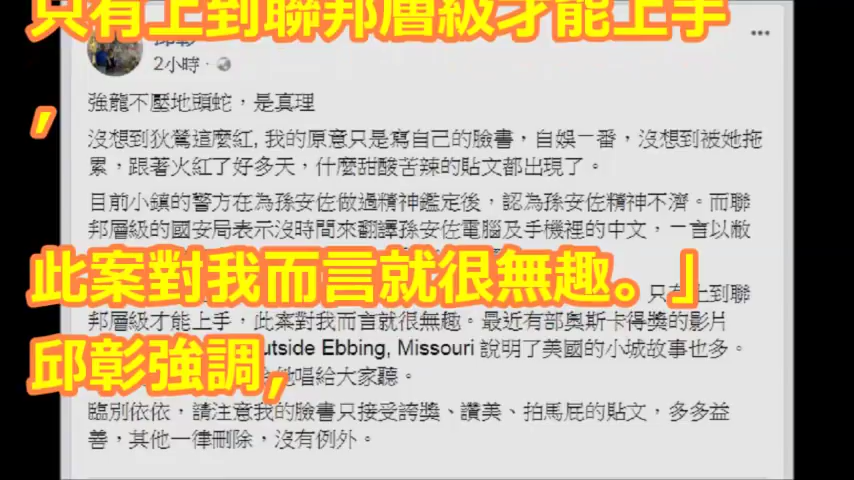 只有上到聯邦層級才能上手
2小時
，
強龍不壓地頭蛇，是真理
沒想到狄鶯這麼紅, 我的原意只是寫自己的臉書，自娛一番，沒想到被她拖
累，跟著火紅了好多天，什麼甜酸苦辣的貼文都出現了。
目前小鎮的警方在為孫安佐做過精神鑑定後，認為孫安佐精神不濟。而聯
邦層級的國安局表示沒時間來翻譯孫安佐電腦及手機裡的中文，一言以敝
此案對我而言就很無趣。」
只有上到聯
邦層級才能上手，此案對我而言就很無趣。最近有部奧斯卡得獎的影片
utside Ebbing, Missouri 說明了美國的小城故事也多。
邱彰強調，
她唱給大家聽。
臨別依依，請注意我的臉書只接受誇獎、讚美、拍馬屁的貼文，多多益
善，其他一律刪除，沒有例外。